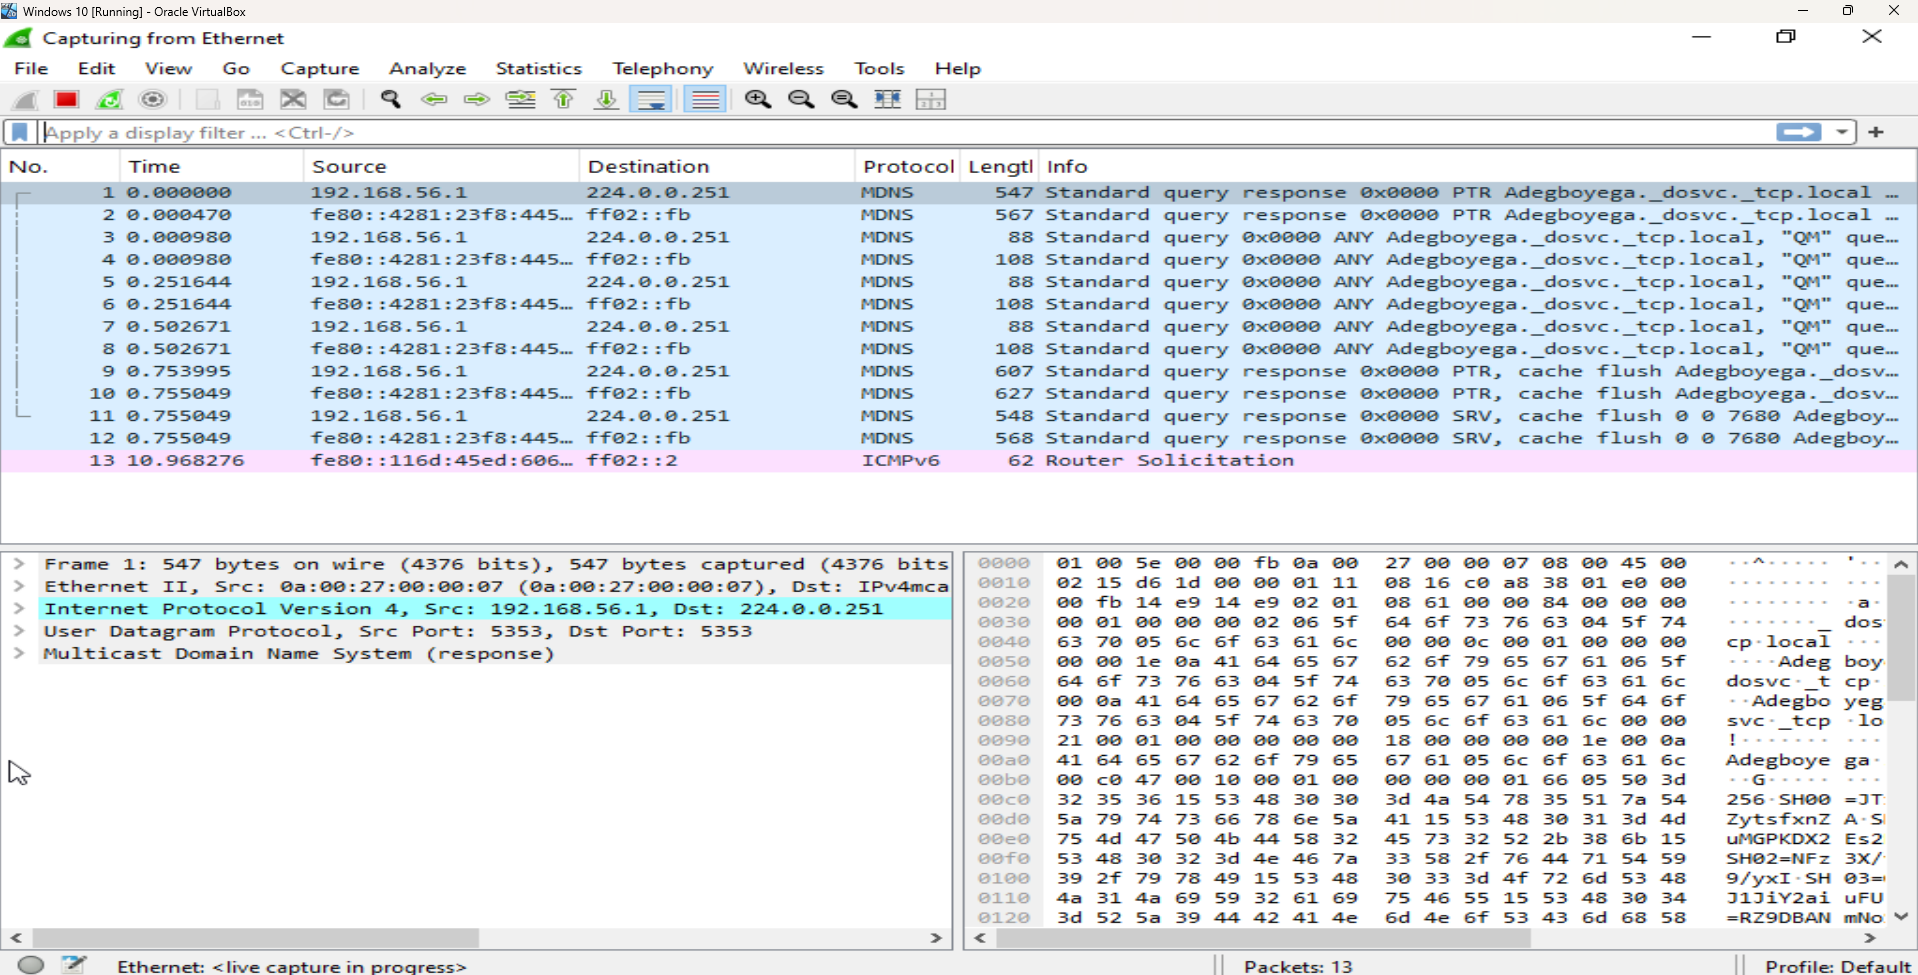 Windows 10 [Running] - Oracle VirtualBox
Capturing from Ethernet
File Edit View Go Capture Analyze Statistics Telephony Wireless Tools Help
Apply a display filter ... <Ctrl-/>
No. Time Source Destination Protocol Lengtl Info
1 0.000000 192.168.56.1 224.0.0.251 MDNS 547 Standard query response 0x0000 PTR Adegboyega._dosvc._tcp.local …
2 0.000470 fe80::4281:23f8:445… ff02::fb MDNS 567 Standard query response 0x0000 PTR Adegboyega._dosvc._tcp.local …
3 0.000980 192.168.56.1 224.0.0.251 MDNS 88 Standard query 0x0000 ANY Adegboyega._dosvc._tcp.local, "QM" que…
4 0.000980 fe80::4281:23f8:445… ff02::fb MDNS 108 Standard query 0x0000 ANY Adegboyega._dosvc._tcp.local, "QM" que…
5 0.251644 192.168.56.1 224.0.0.251 MDNS 88 Standard query 0x0000 ANY Adegboyega._dosvc._tcp.local, "QM" que…
6 0.251644 fe80::4281:23f8:445… ff02::fb MDNS 108 Standard query 0x0000 ANY Adegboyega._dosvc._tcp.local, "QM" que…
7 0.502671 192.168.56.1 224.0.0.251 MDNS 88 Standard query 0x0000 ANY Adegboyega._dosvc._tcp.local, "QM" que…
8 0.502671 fe80::4281:23f8:445… ff02::fb MDNS 108 Standard query 0x0000 ANY Adegboyega._dosvc._tcp.local, "QM" que…
9 0.753995 192.168.56.1 224.0.0.251 MDNS 607 Standard query response 0x0000 PTR, cache flush Adegboyega._dosv…
10 0.755049 fe80::4281:23f8:445… ff02::fb MDNS 627 Standard query response 0x0000 PTR, cache flush Adegboyega._dosv…
11 0.755049 192.168.56.1 224.0.0.251 MDNS 548 Standard query response 0x0000 SRV, cache flush 0 0 7680 Adegboy…
12 0.755049 fe80::4281:23f8:445… ff02::fb MDNS 568 Standard query response 0x0000 SRV, cache flush 0 0 7680 Adegboy…
13 10.968276 fe80::116d:45ed:606… ff02::2 ICMPv6 62 Router Solicitation
Frame 1: 547 bytes on wire (4376 bits), 547 bytes captured (4376 bits
Ethernet II, Src: 0a:00:27:00:00:07 (0a:00:27:00:00:07), Dst: IPv4mca
Internet Protocol Version 4, Src: 192.168.56.1, Dst: 224.0.0.251
User Datagram Protocol, Src Port: 5353, Dst Port: 5353
Multicast Domain Name System (response)
0000 01 00 5e 00 00 fb 0a 00 27 00 00 07 08 00 45 00 ··^····· '··
0010 02 15 d6 1d 00 00 01 11 08 16 c0 a8 38 01 e0 00 ········ ···
0020 00 fb 14 e9 14 e9 02 01 08 61 00 00 84 00 00 00 ········ ·a·
0030 00 01 00 00 00 02 06 5f 64 6f 73 76 63 04 5f 74 ·······_ dos
0040 63 70 05 6c 6f 63 61 6c 00 00 0c 00 01 00 00 00 cp·local ···
0050 00 00 1e 0a 41 64 65 67 62 6f 79 65 67 61 06 5f ····Adeg boy
0060 64 6f 73 76 63 04 5f 74 63 70 05 6c 6f 63 61 6c dosvc·_t cp·
0070 00 0a 41 64 65 67 62 6f 79 65 67 61 06 5f 64 6f ··Adegbo yeg
0080 73 76 63 04 5f 74 63 70 05 6c 6f 63 61 6c 00 00 svc·_tcp ·lo
0090 21 00 01 00 00 00 00 00 18 00 00 00 00 1e 00 0a !······· ···
00a0 41 64 65 67 62 6f 79 65 67 61 05 6c 6f 63 61 6c Adegboye ga·
00b0 00 c0 47 00 10 00 01 00 00 00 00 01 66 05 50 3d ··G····· ···
00c0 32 35 36 15 53 48 30 30 3d 4a 54 78 35 51 7a 54 256·SH00 =JT
00d0 5a 79 74 73 66 78 6e 5a 41 15 53 48 30 31 3d 4d ZytsfxnZ A·S
00e0 75 4d 47 50 4b 44 58 32 45 73 32 52 2b 38 6b 15 uMGPKDX2 Es2
00f0 53 48 30 32 3d 4e 46 7a 33 58 2f 76 44 71 54 59 SH02=NFz 3X/
0100 39 2f 79 78 49 15 53 48 30 33 3d 4f 72 6d 53 48 9/yxI·SH 03=
0110 4a 31 4a 69 59 32 61 69 75 46 55 15 53 48 30 34 J1JiY2ai uFU
0120 3d 52 5a 39 44 42 41 4e 6d 4e 6f 53 43 6d 68 58 =RZ9DBAN mNo
Ethernet: <live capture in progress> Packets: 13 Profile: Default